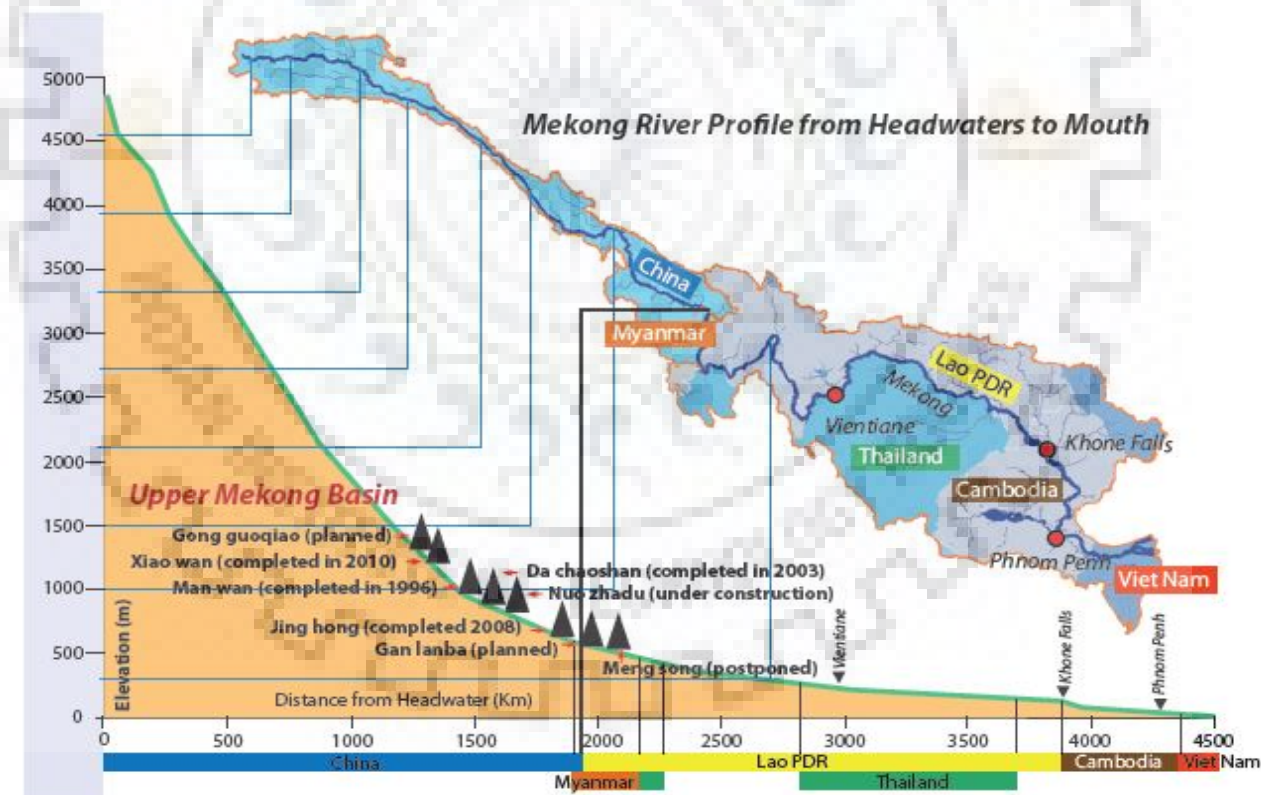 Mekong River Profile from Headwaters to Mouth
5000
4500
4000
3500
3000
2500
2000
1500
1000
500
0
Elevation (m)
China
Myanmar
Lao PDR
Mekong
Vientiane
Thailand
Khone Falls
Cambodia
Phnom Penh
Viet Nam
Upper Mekong Basin
Gong guoqiao (planned)
Xiao wan (completed in 2010)
Da chaoshan (completed in 2003)
Man wan (completed in 1996)
Nuo zhadu (under construction)
Jing hong (completed 2008)
Gan lanba (planned)
Meng song (postponed)
Vientiane
Khone Falls
Phnom Penh
Distance from Headwater (Km)
0 500 1000 1500 2000 2500 3000 3500 4000 4500
China Lao PDR Cambodia Viet Nam
Myanmar Thailand